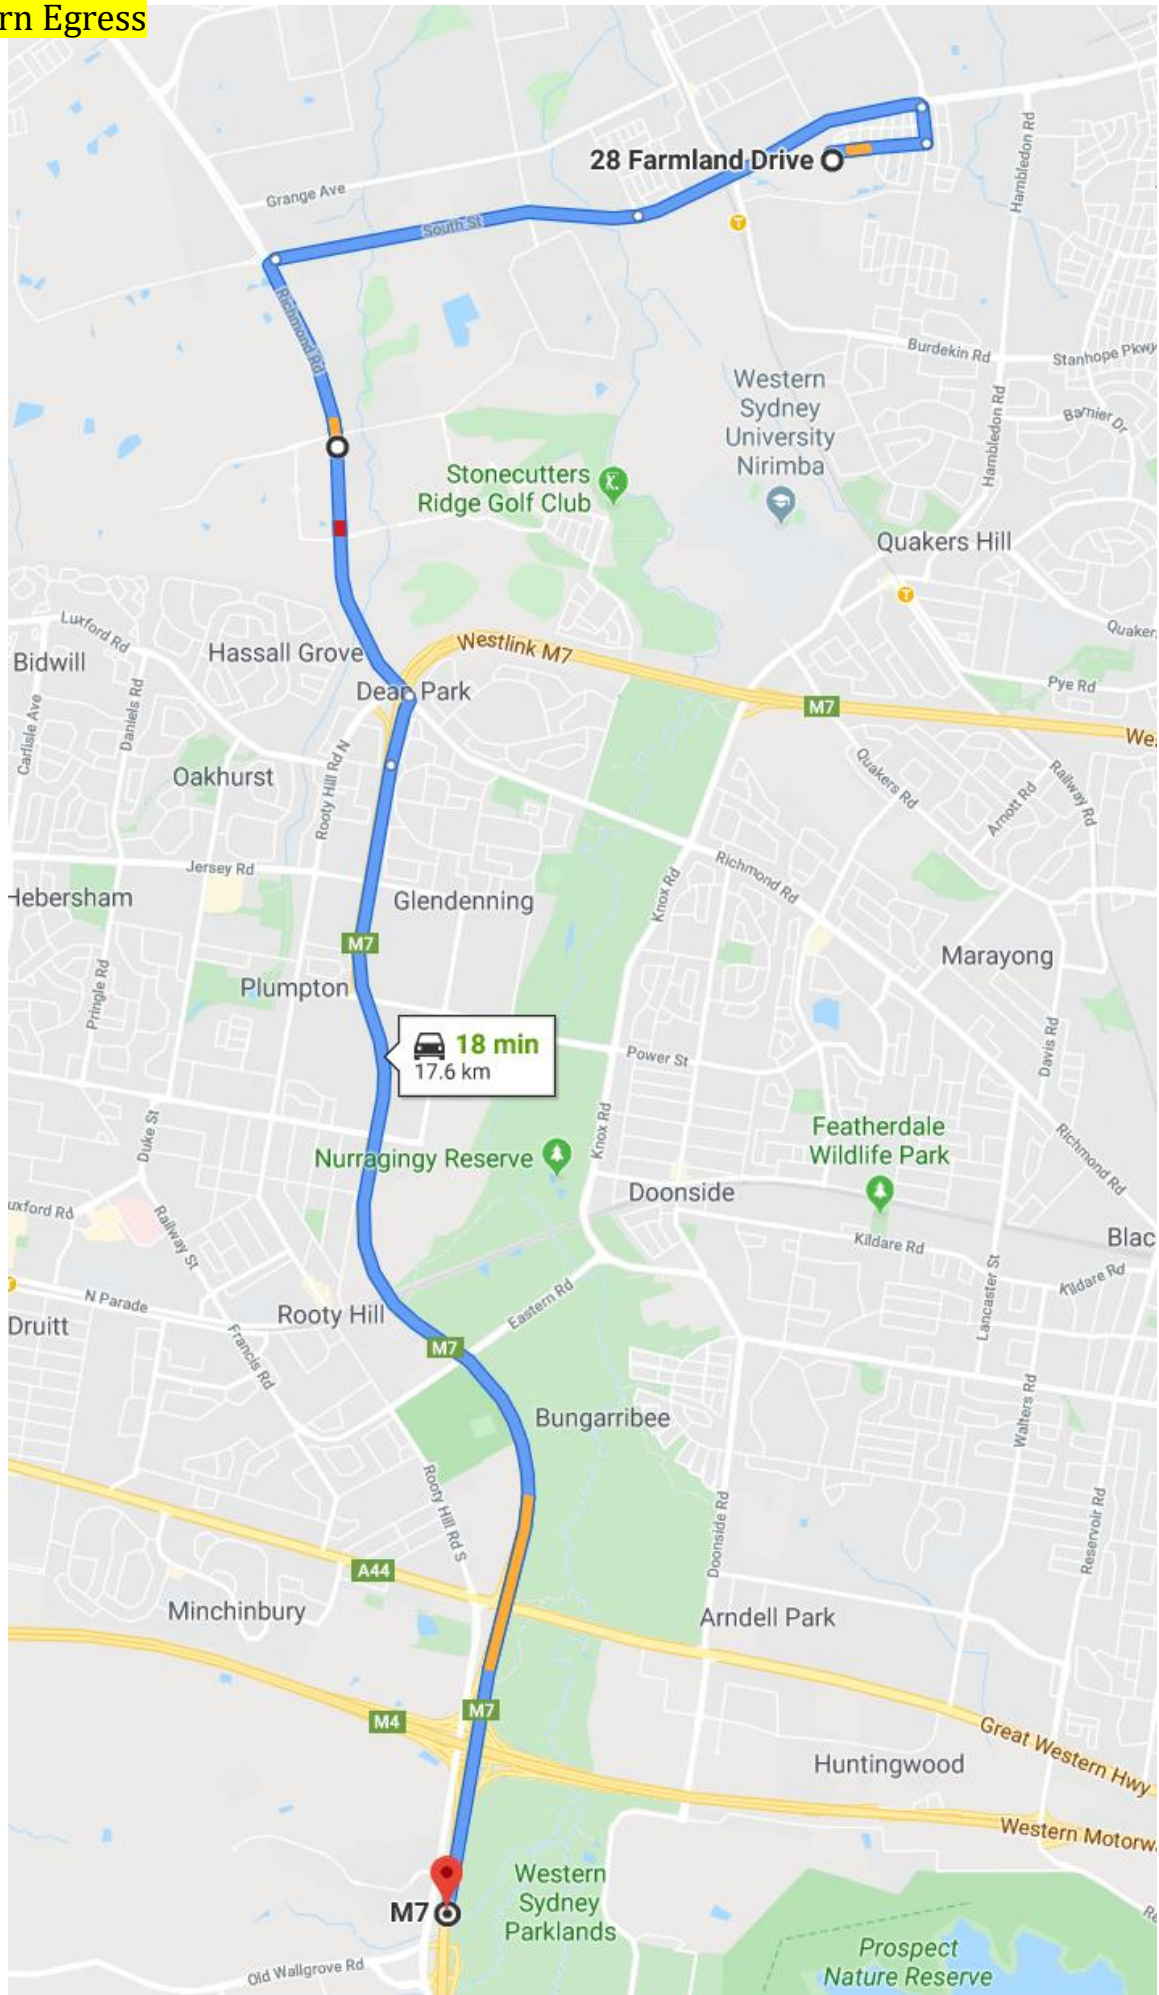 rn Egress
Hambledon Rd
28 Farmland Drive
Grange Ave
South St
Richmond Rd
Burdekin Rd
Stanhope Pkwy
Western
Sydney
University
Nirimba
Barnier Dr
Hambledon Rd
Stonecutters
Ridge Golf Club
Quakers Hill
Luxford Rd
Quaker
Westlink M7
Hassall Grove
Bidwill
Dean Park
Pye Rd
M7
Daniels Rd
Carlisle Ave
Wes
Rooty Hill Rd N
Oakhurst
Quakers Rd
Railway Rd
Arnott Rd
Jersey Rd
Richmond Rd
Knox Rd
Hebersham
Glendenning
M7
Marayong
Plumpton
Pringle Rd
18 min
17.6 km
Power St
Davis Rd
Duke St
Knox Rd
Featherdale
Wildlife Park
Richmond Rd
Nurragingy Reserve
Doonside
uxford Rd
Railway St
Kildare Rd
Blac
Kildare Rd
Lancaster St
N Parade
Eastern Rd
Rooty Hill
Druitt
M7
Francis Rd
Bungarribee
Walters Rd
Rooty Hill Rd S
Doonside Rd
Reservoir Rd
A44
Minchinbury
Arndell Park
M7
M4
Great Western Hwy
Huntingwood
Western Motorwa
Western
Sydney
Parklands
M7
Re
Prospect
Nature Reserve
Old Wallgrove Rd